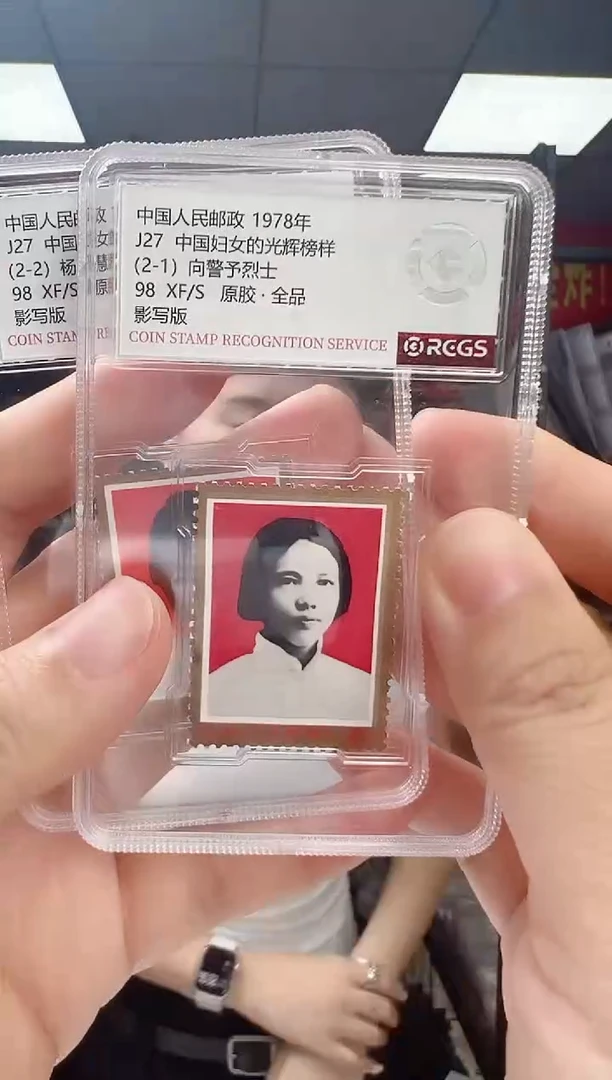 中国人民邮政 1978年
J27 中国妇女的光辉榜样
(2-1) 向警予烈士
98 XF/S 原胶·全品
影写版
COIN STAMP RECOGNITION SERVICE
RCGS
中国人民邮
J27 中国
(2-2) 杨
98 XF/S 原
影写版
COIN STAM